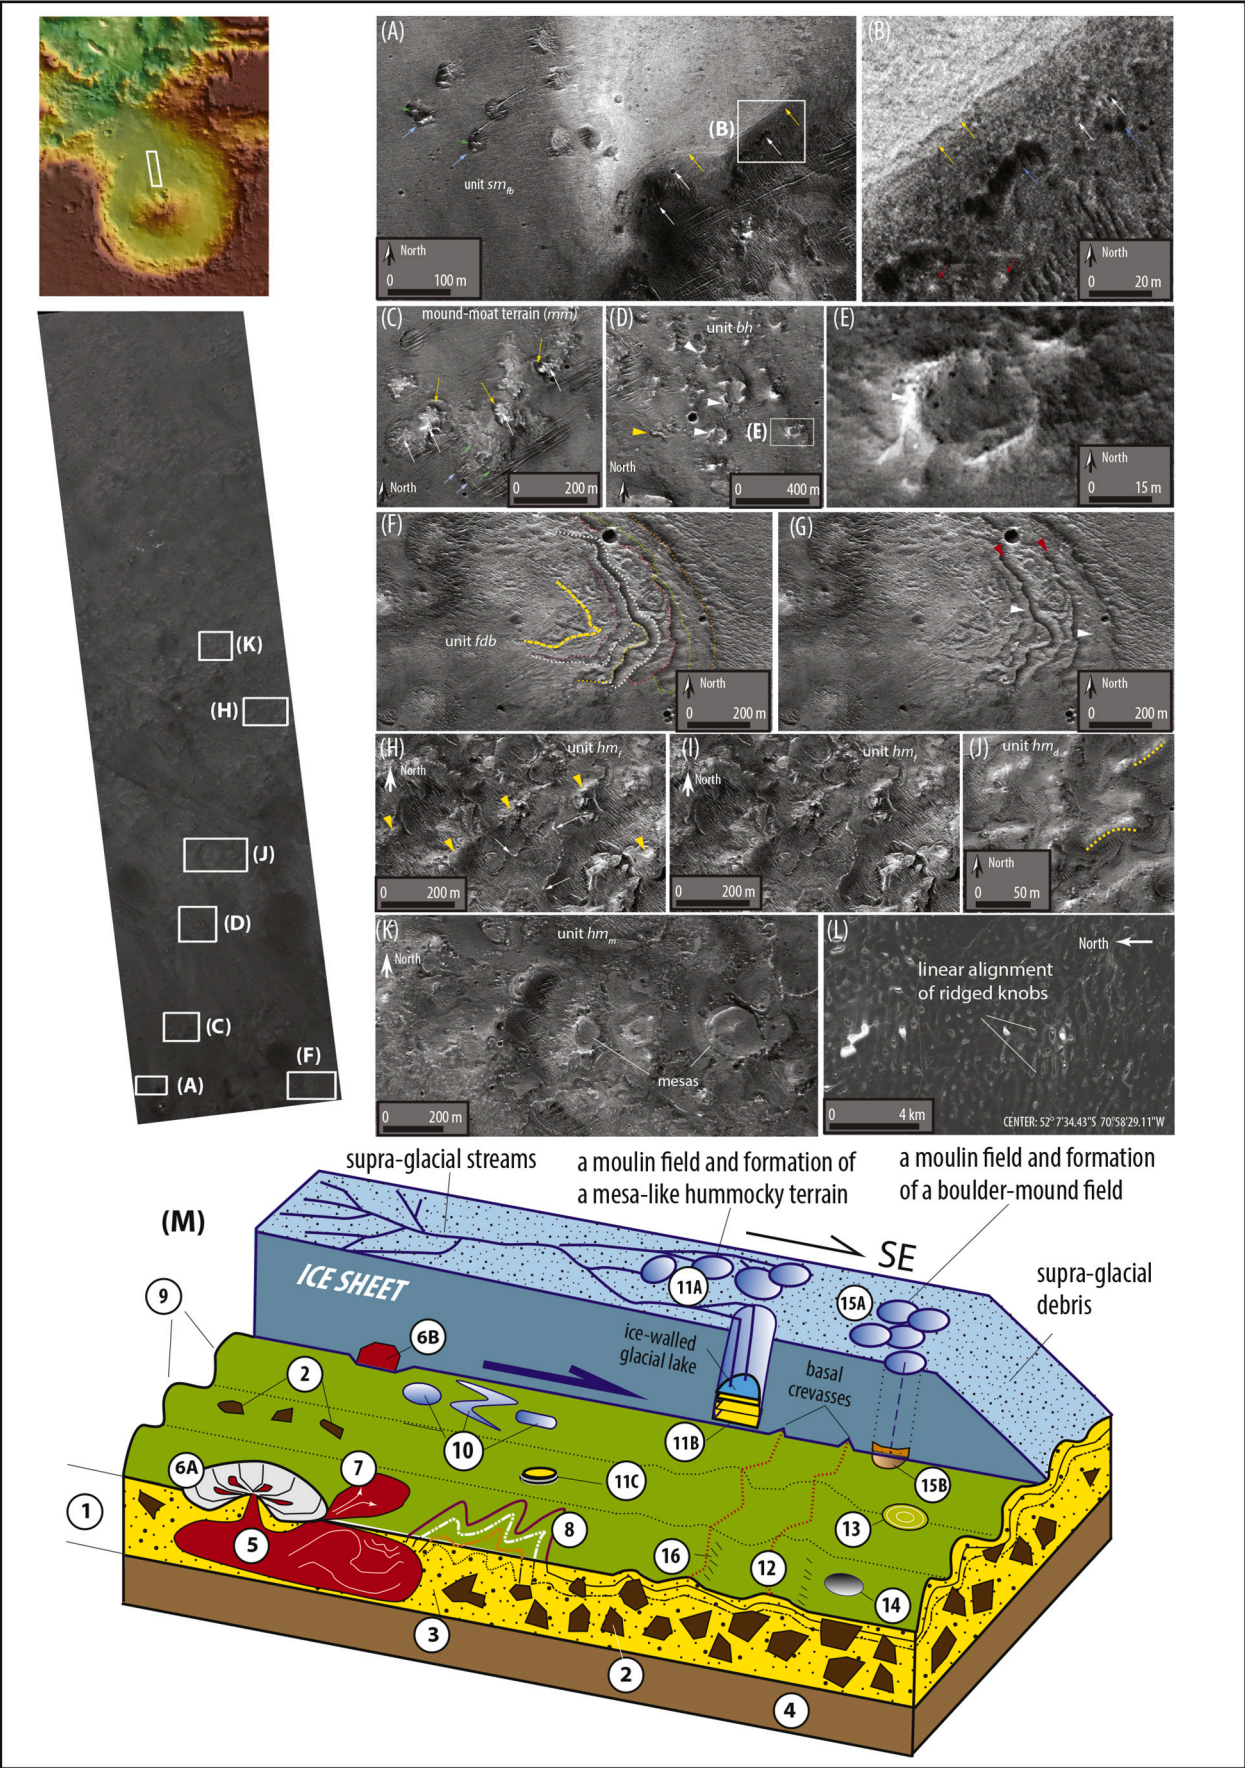 (A)
(B)
unit sm_fb
North
0 100 m
(B)
North
0 20 m
(C)
mound-moat terrain (mm)
North
0 200 m
(D)
unit bh
(E)
North
0 400 m
(E)
North
0 15 m
(F)
unit fdb
North
0 200 m
(G)
North
0 200 m
(H)
unit hm_t
North
0 200 m
(I)
unit hm_t
North
0 200 m
(J)
unit hm_d
North
0 50 m
(K)
unit hm_m
North
mesas
0 200 m
(L)
North
linear alignment
of ridged knobs
0 4 km
CENTER: 52° 7'34.43"S 70°58'29.11"W
(K)
(H)
(J)
(D)
(C)
(F)
(A)
(M)
supra-glacial streams
a moulin field and formation of
a mesa-like hummocky terrain
a moulin field and formation
of a boulder-mound field
SE
supra-glacial
debris
ICE SHEET
11A
15A
9
6B
ice-walled
glacial lake
basal
crevasses
2
10
11B
6A
7
11C
15B
1
5
8
13
16
12
14
3
2
4